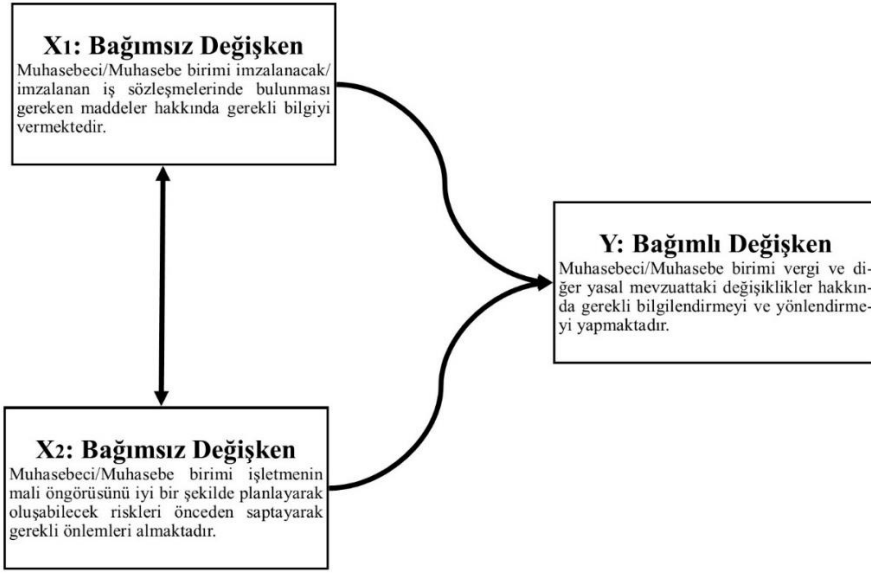 X1: Bağımsız Değişken
Muhasebeci/Muhasebe birimi imzalanacak/
imzalanan iş sözleşmelerinde bulunması
gereken maddeler hakkında gerekli bilgiyi
vermektedir.
Y: Bağımlı Değişken
Muhasebeci/Muhasebe birimi vergi ve di-
ğer yasal mevzuattaki değişiklikler hakkın-
da gerekli bilgilendirmeyi ve yönlendirme-
yi yapmaktadır.
X2: Bağımsız Değişken
Muhasebeci/Muhasebe birimi işletmenin
mali öngörüsünü iyi bir şekilde planlayarak
oluşabilecek riskleri önceden saptayarak
gerekli önlemleri almaktadır.